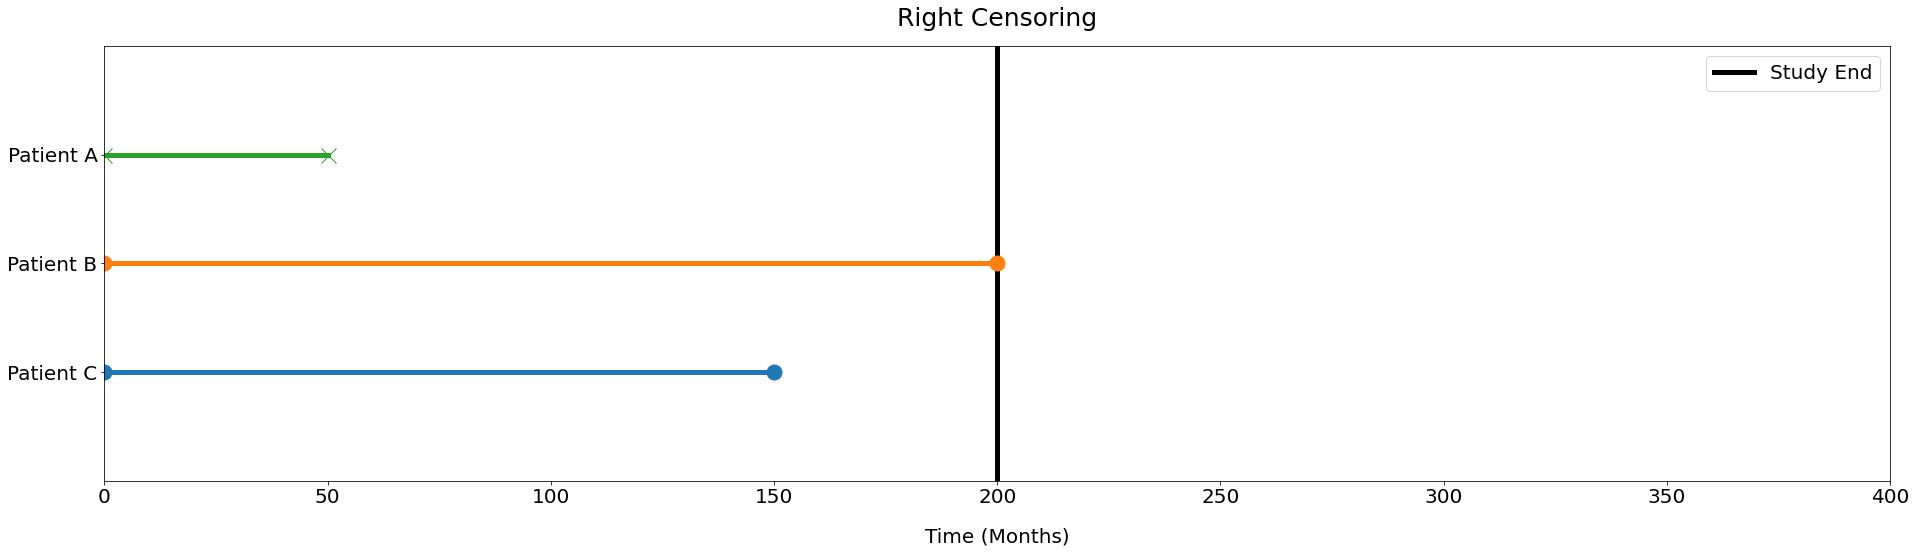 Right Censoring
Study End
Patient A
Patient B
Patient C
0 50 100 150 200 250 300 350 400
Time (Months)